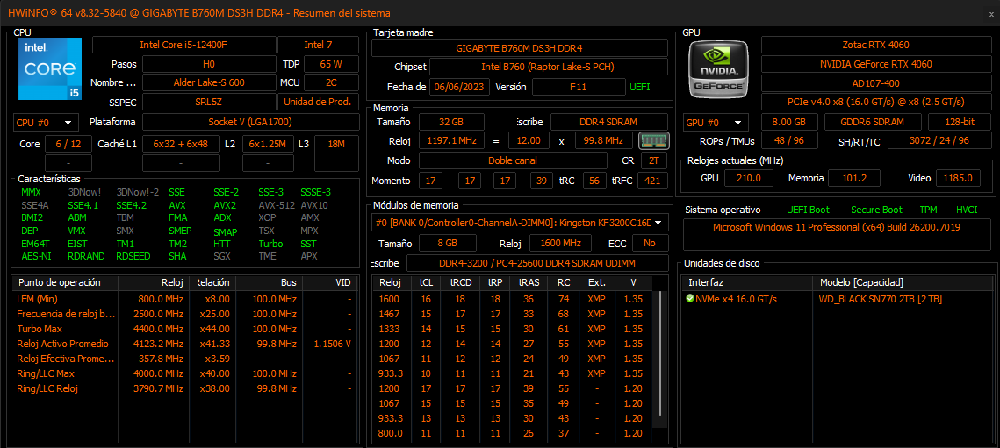 HWiNFO® 64 v8.32-5840 @ GIGABYTE B760M DS3H DDR4 - Resumen del sistema
x
CPU
intel
CORE
i5
Intel Core i5-12400F
Intel 7
Pasos
H0
TDP
65 W
Nombre ...
Alder Lake-S 600
MCU
2C
SSPEC
SRL5Z
Unidad de Prod.
CPU #0
Plataforma
Socket V (LGA1700)
Core
6 / 12
Caché L1
6x32 + 6x48
L2
6x1.25M
L3
18M
-
-
-
-
Características
MMX 3DNow! 3DNow!-2 SSE SSE-2 SSE-3 SSSE-3
SSE4A SSE4.1 SSE4.2 AVX AVX2 AVX-512 AVX10
BMI2 ABM TBM FMA ADX XOP AMX
DEP VMX SMX SMEP SMAP TSX MPX
EM64T EIST TM1 TM2 HTT Turbo SST
AES-NI RDRAND RDSEED SHA SGX TME APX
Punto de operación Reloj Relación Bus VID
LFM (Min) 800.0 MHz x8.00 100.0 MHz -
Frecuencia de reloj b... 2500.0 MHz x25.00 100.0 MHz -
Turbo Max 4400.0 MHz x44.00 100.0 MHz -
Reloj Activo Promedio 4123.2 MHz x41.33 99.8 MHz 1.1506 V
Reloj Efectiva Prome... 357.8 MHz x3.59 - -
Ring/LLC Max 4000.0 MHz x40.00 100.0 MHz -
Ring/LLC Reloj 3790.7 MHz x38.00 99.8 MHz -
Tarjeta madre
GIGABYTE B760M DS3H DDR4
Chipset
Intel B760 (Raptor Lake-S PCH)
Fecha de
06/06/2023
Versión
F11
UEFI
Memoria
Tamaño
32 GB
Escribe
DDR4 SDRAM
Reloj
1197.1 MHz
=
12.00
x
99.8 MHz
Modo
Doble canal
CR
2T
Momento
17 - 17 - 17 - 39
tRC
56
tRFC
421
Módulos de memoria
#0 [BANK 0/Controller0-ChannelA-DIMM0]: Kingston KF3200C16D
Tamaño
8 GB
Reloj
1600 MHz
ECC
No
Escribe
DDR4-3200 / PC4-25600 DDR4 SDRAM UDIMM
Reloj tCL tRCD tRP tRAS RC Ext. V
1600 16 18 18 36 74 XMP 1.35
1467 15 17 17 33 68 XMP 1.35
1333 14 15 15 30 61 XMP 1.35
1200 12 14 14 27 55 XMP 1.35
1067 11 12 12 24 49 XMP 1.35
933.3 10 11 11 21 43 XMP 1.35
1200 17 17 17 39 55 - 1.20
1067 15 15 15 35 49 - 1.20
933.3 13 13 13 30 43 - 1.20
800.0 11 11 11 26 37 - 1.20
GPU
NVIDIA
GEFORCE
Zotac RTX 4060
NVIDIA GeForce RTX 4060
AD107-400
PCIe v4.0 x8 (16.0 GT/s) @ x8 (2.5 GT/s)
GPU #0
8.00 GB
GDDR6 SDRAM
128-bit
ROPs / TMUs
48 / 96
SH/RT/TC
3072 / 24 / 96
Relojes actuales (MHz)
GPU
210.0
Memoria
101.2
Video
1185.0
Sistema operativo
UEFI Boot
Secure Boot
TPM
HVCI
Microsoft Windows 11 Professional (x64) Build 26200.7019
Unidades de disco
Interfaz Modelo [Capacidad]
NVMe x4 16.0 GT/s WD_BLACK SN770 2TB [2 TB]